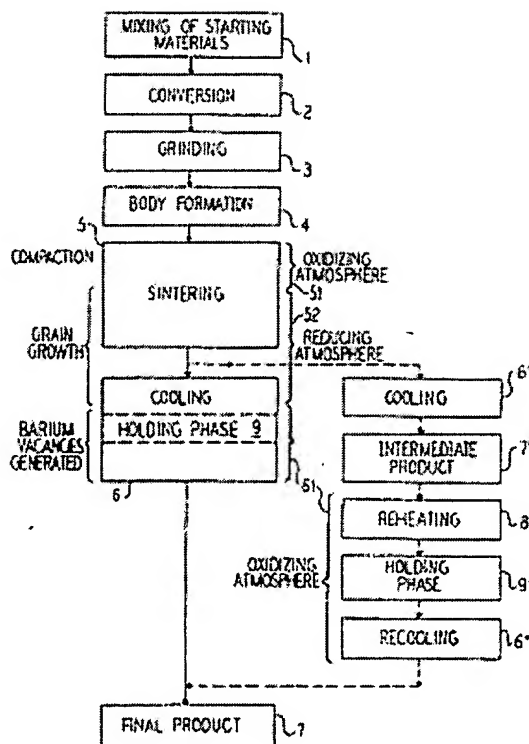 MIXING OF STARTING
MATERIALS
1
CONVERSION
2
GRINDING
3
BODY FORMATION
4
5
COMPACTION
SINTERING
OXIDIZING
ATMOSPHERE
51
52
GRAIN
GROWTH
REDUCING
ATMOSPHERE
COOLING
BARIUM
VACANCIES
GENERATED
HOLDING PHASE 9
6
51
COOLING
6'
INTERMEDIATE
PRODUCT
7'
REHEATING
8
OXIDIZING
ATMOSPHERE
HOLDING
PHASE
9
RECOOLING
6"
FINAL PRODUCT
7